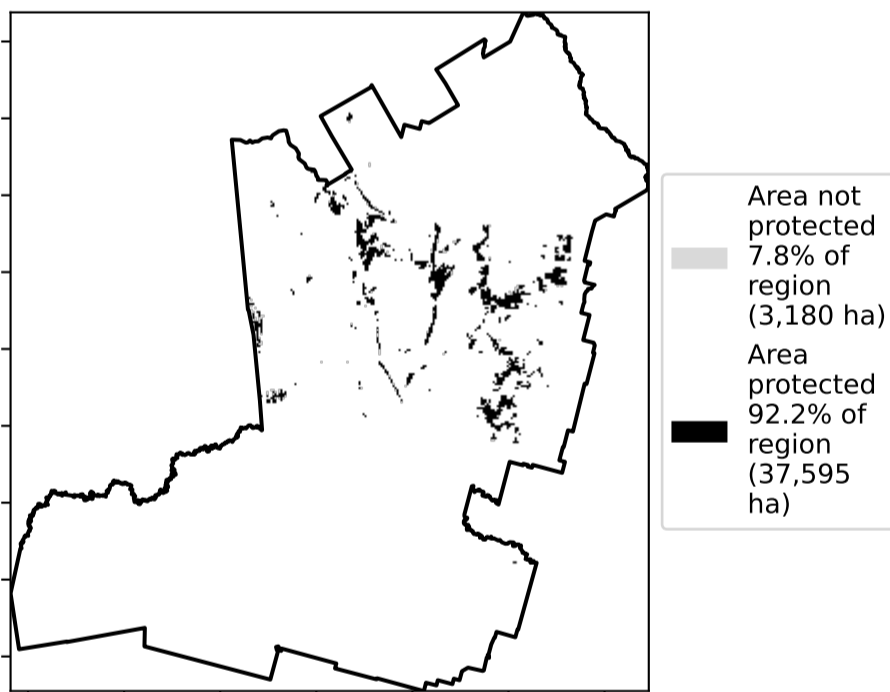 Area not
protected
7.8% of
region
(3,180 ha)
Area
protected
92.2% of
region
(37,595
ha)